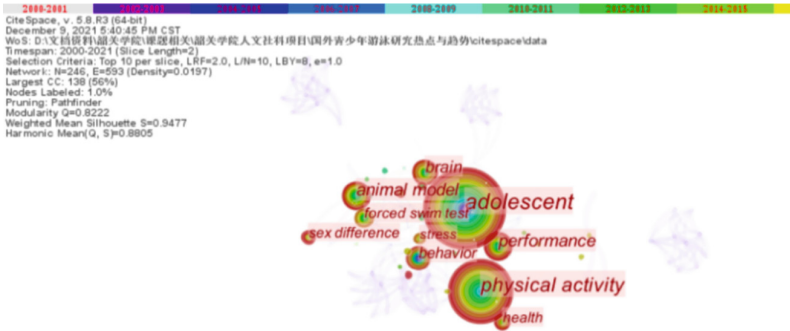 2000-2001 2008-2009 2010-2011 2012-2013 2014-2015
CiteSpace, v. 5.8.R3 (64-bit)
December 9, 2021 5:40:45 PM CST
WoS: D:\文档资料\韶关学院\课题相关\韶关学院人文社科项目\国外青少年游泳研究热点与趋势\citespace\data
Timespan: 2000-2021 (Slice Length=2)
Selection Criteria: Top 10 per slice, LRF=2.0, L/N=10, LBY=8, e=1.0
Network: N=246, E=593 (Density=0.0197)
Largest CC: 138 (56%)
Nodes Labeled: 1.0%
Pruning: Pathfinder
Modularity Q=0.8222
Weighted Mean Silhouette S=0.9477
Harmonic Mean(Q, S)=0.8805
brain
animal model
adolescent
forced swim test
sex difference
stress
performance
behavior
physical activity
health